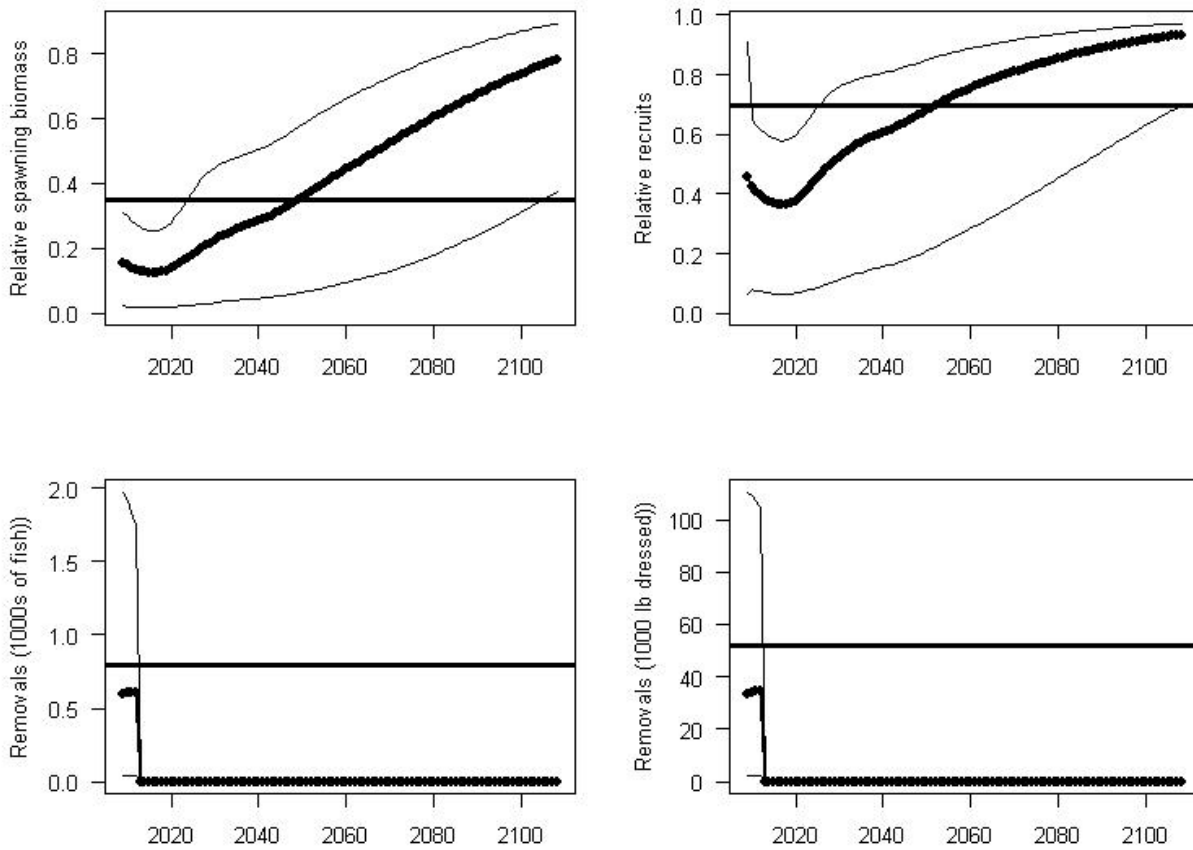 Relative spawning biomass
0.8
0.6
0.4
0.2
0.0
2020 2040 2060 2080 2100
Relative recruits
1.0
0.8
0.6
0.4
0.2
0.0
2020 2040 2060 2080 2100
Removals (1000s of fish))
2.0
1.5
1.0
0.5
0.0
2020 2040 2060 2080 2100
Removals (1000 lb dressed))
100
80
60
40
20
0
2020 2040 2060 2080 2100